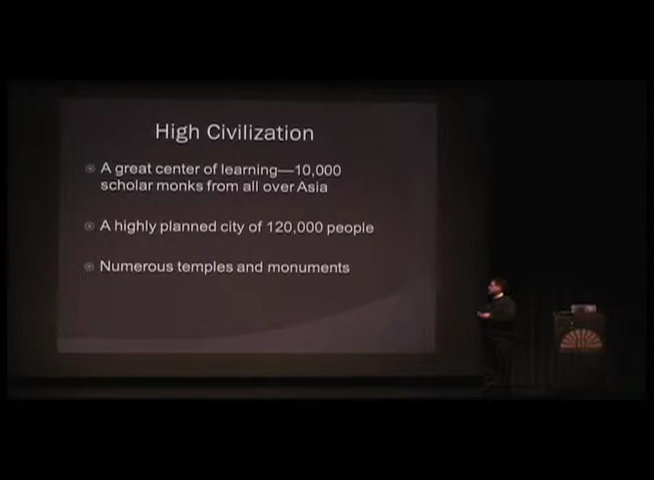 High Civilization
A great center of learning—10,000
scholar monks from all over Asia
A highly planned city of 120,000 people
Numerous temples and monuments